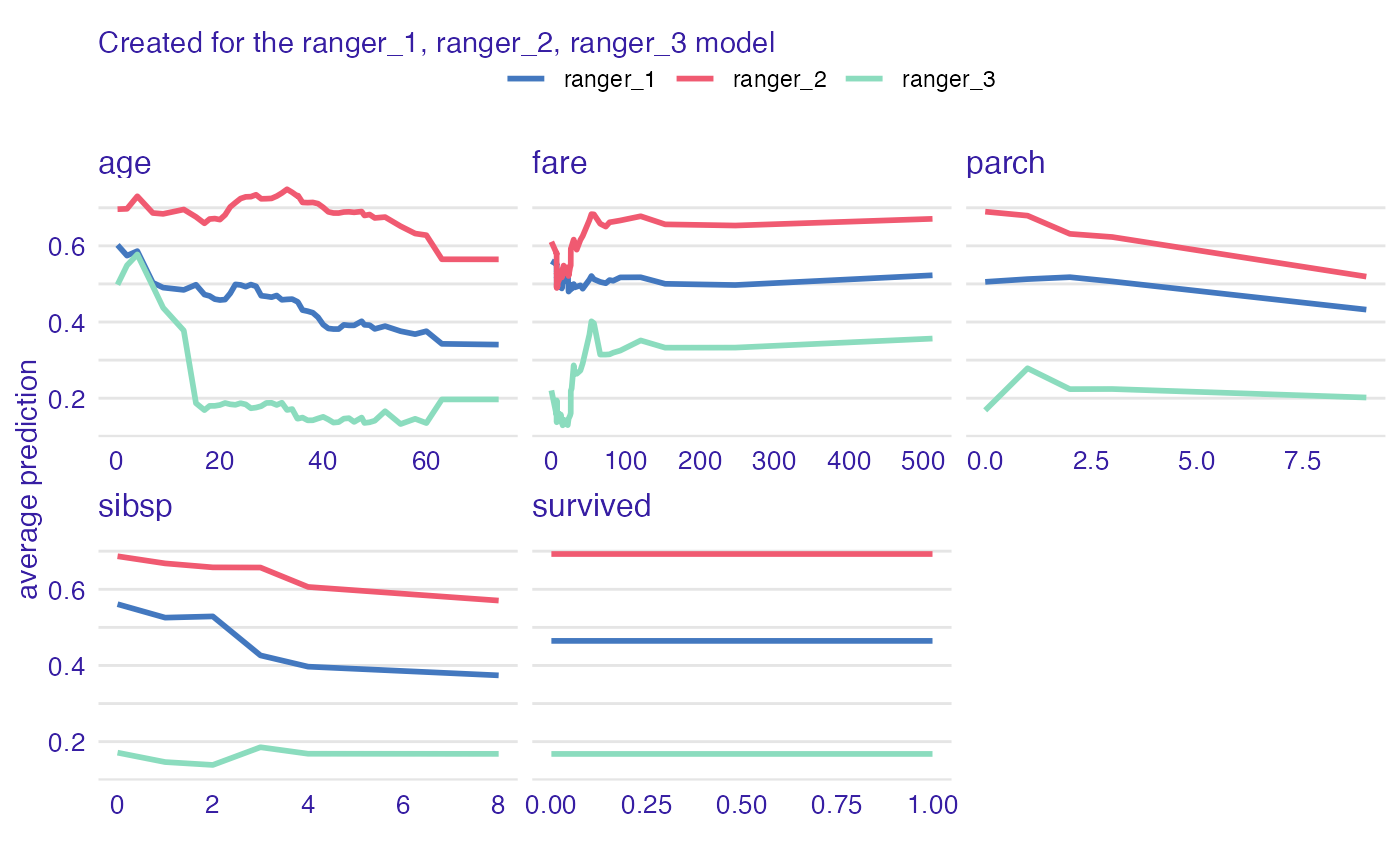 Created for the ranger_1, ranger_2, ranger_3 model
ranger_1 ranger_2 ranger_3
average prediction
age
0.6
0.4
0.2
0 20 40 60
fare
0 100 200 300 400 500
parch
0.0 2.5 5.0 7.5
sibsp
0.6
0.4
0.2
0 2 4 6 8
survived
0.00 0.25 0.50 0.75 1.00